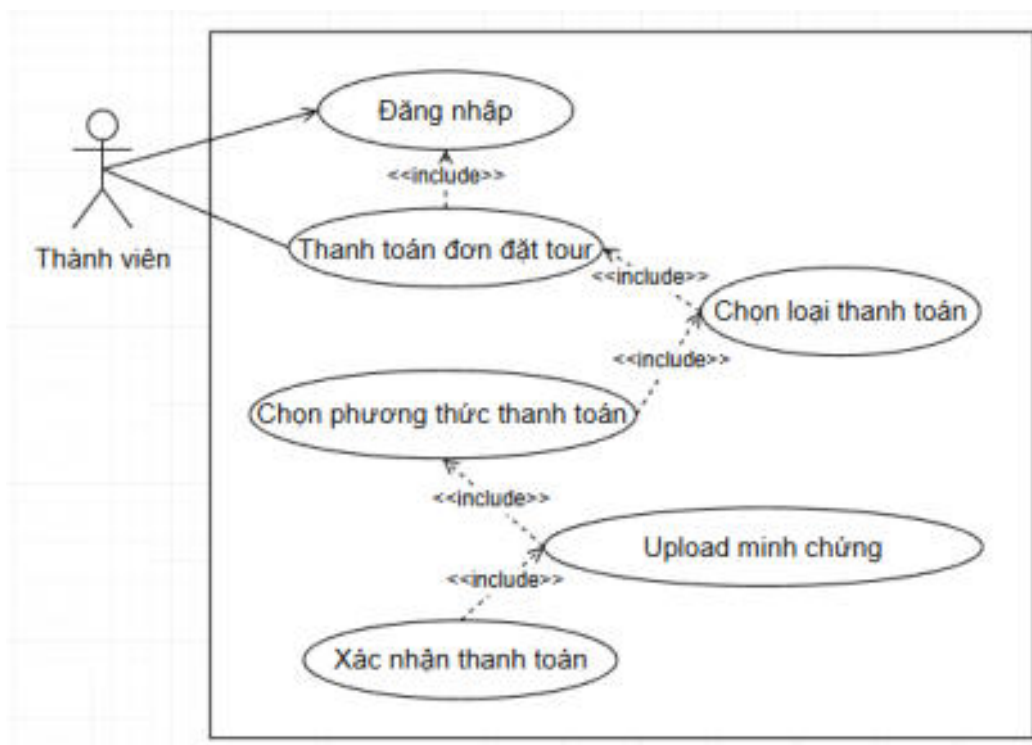 Đăng nhập
<<include>>
Thành viên
Thanh toán đơn đặt tour
<<include>>
Chọn loại thanh toán
<<include>>
Chọn phương thức thanh toán
<<include>>
Upload minh chứng
<<include>>
Xác nhận thanh toán